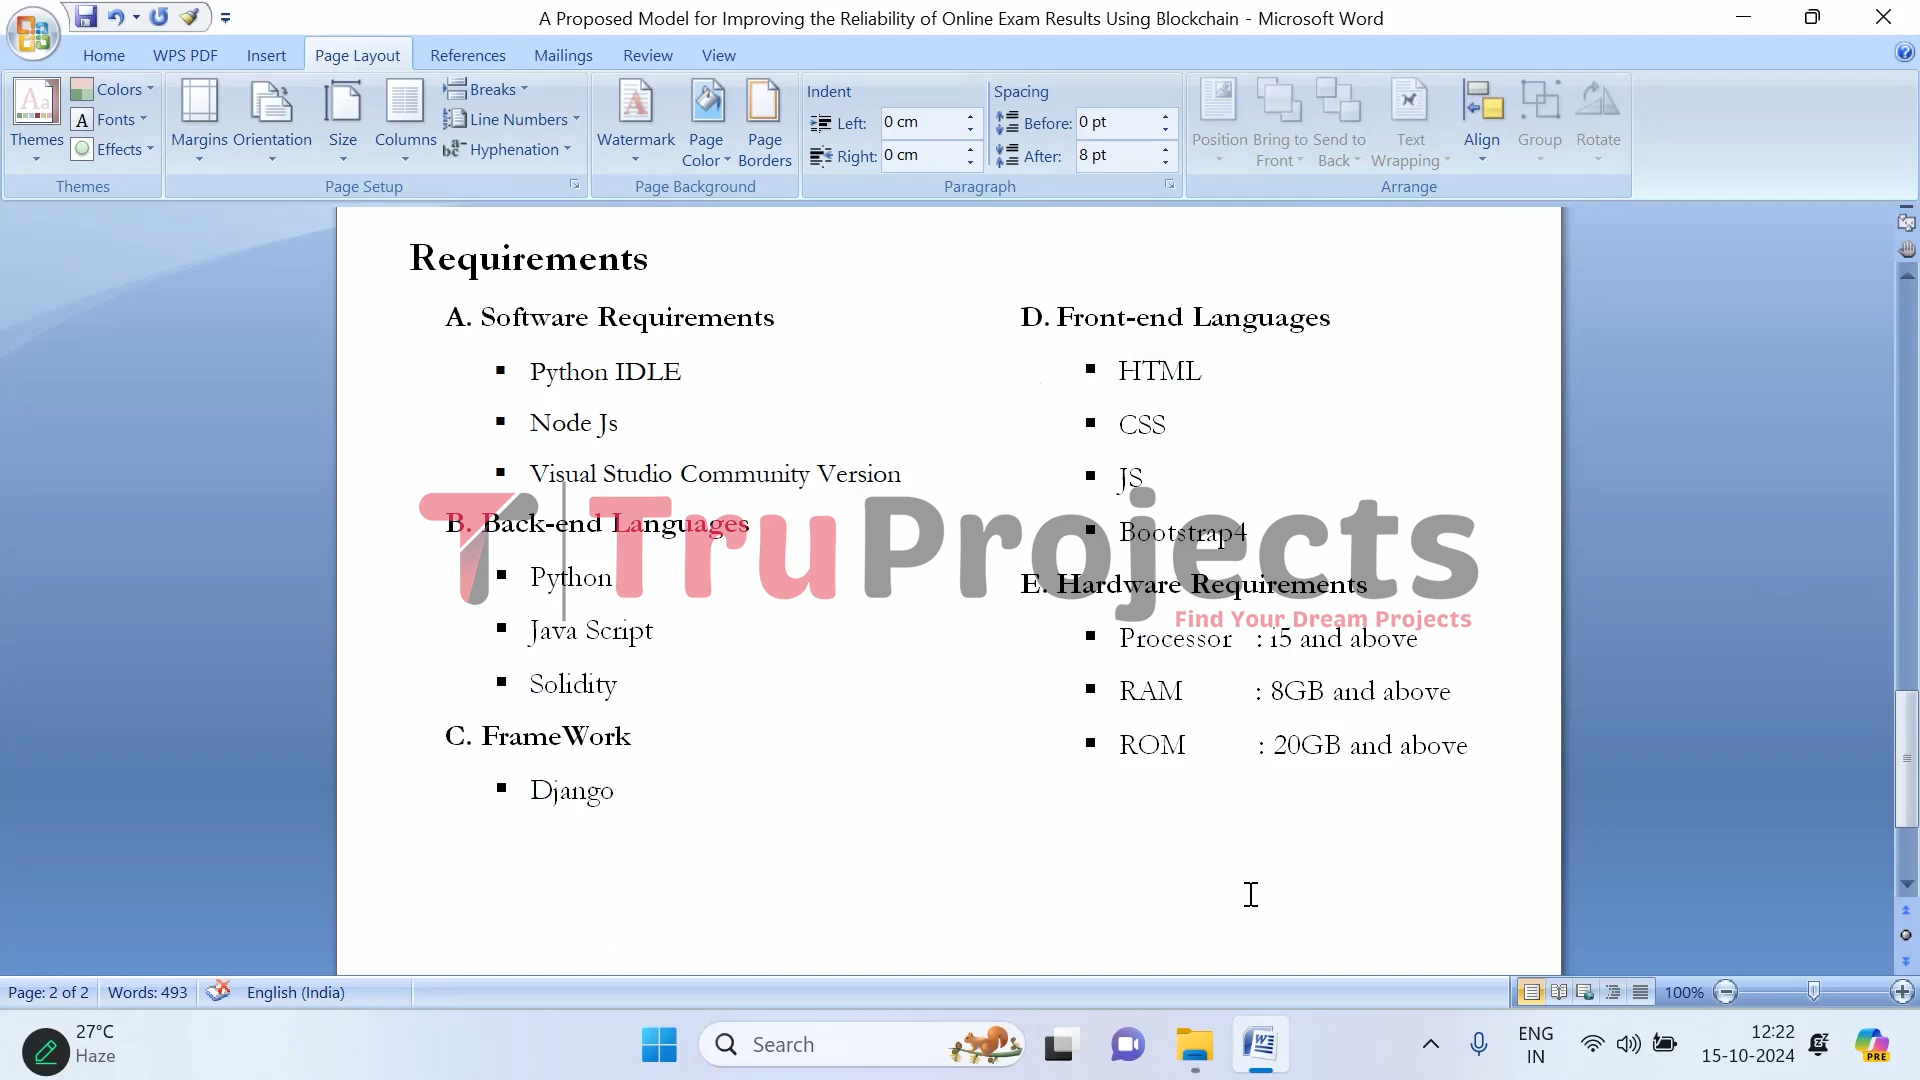 A Proposed Model for Improving the Reliability of Online Exam Results Using Blockchain - Microsoft Word
Home WPS PDF Insert Page Layout References Mailings Review View
Themes
Colors
Fonts
Effects
Themes
Margins Orientation Size Columns
Breaks
Line Numbers
Hyphenation
Page Setup
Watermark Page Color Page Borders
Page Background
Indent
Left: 0 cm
Right: 0 cm
Spacing
Before: 0 pt
After: 8 pt
Paragraph
Position Bring to Front Send to Back Text Wrapping Align Group Rotate
Arrange
Requirements
A. Software Requirements
Python IDLE
Node Js
Visual Studio Community Version
B. Back-end Languages
Python
Java Script
Solidity
C. FrameWork
Django
D. Front-end Languages
HTML
CSS
JS
Bootstrap4
E. Hardware Requirements
Processor : i5 and above
RAM : 8GB and above
ROM : 20GB and above
TruProjects
Find Your Dream Projects
Page: 2 of 2 Words: 493 English (India) 100%
27°C
Haze
Search
ENG
IN
12:22
15-10-2024
PRE